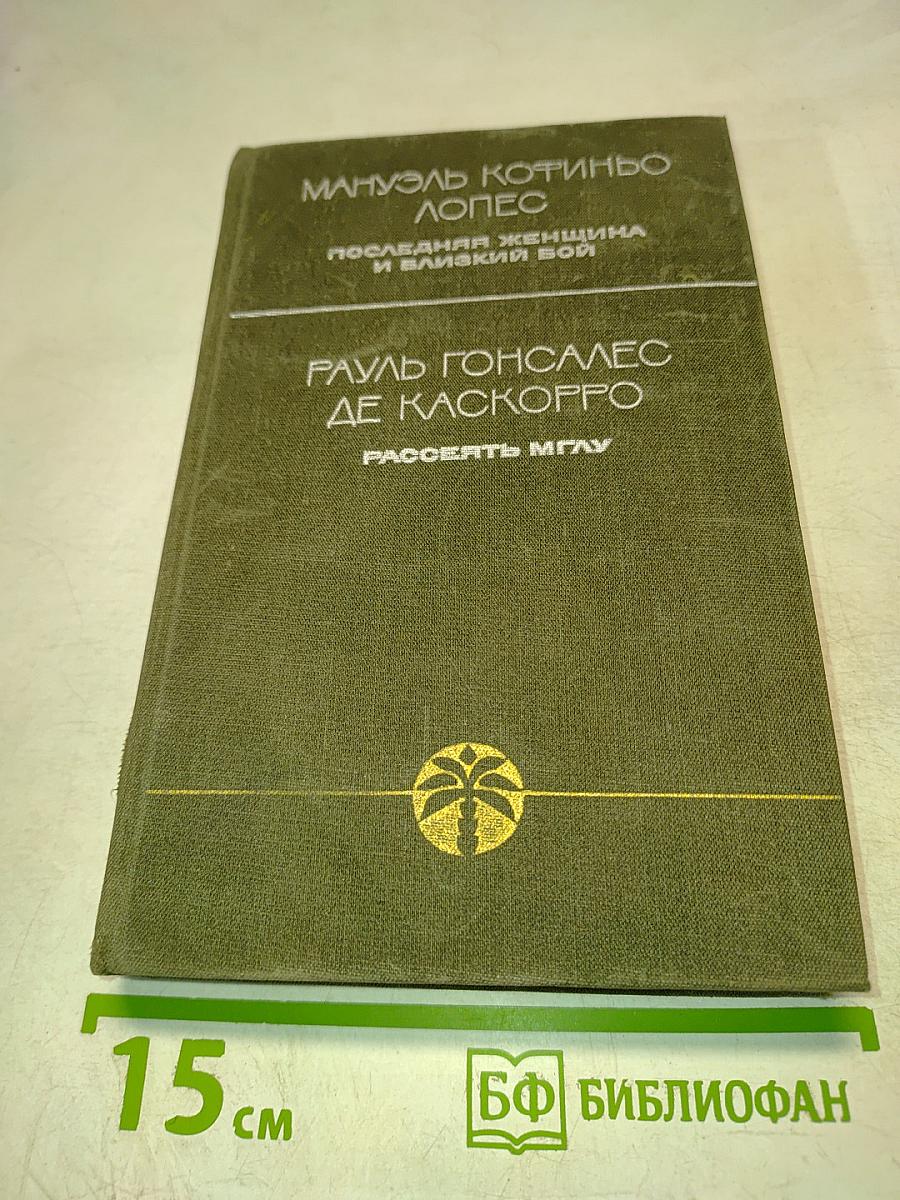 МАНУЭЛЬ КОФИНЬО
ЛОПЕС
ПОСЛЕДНЯЯ ЖЕНЩИНА
И БЛИЗКИЙ БОЙ
РАУЛЬ ГОНСАЛЕС
ДЕ КАСКОРРО
РАССЕЯТЬ МГЛУ
15 см
БФ БИБЛИОФАН